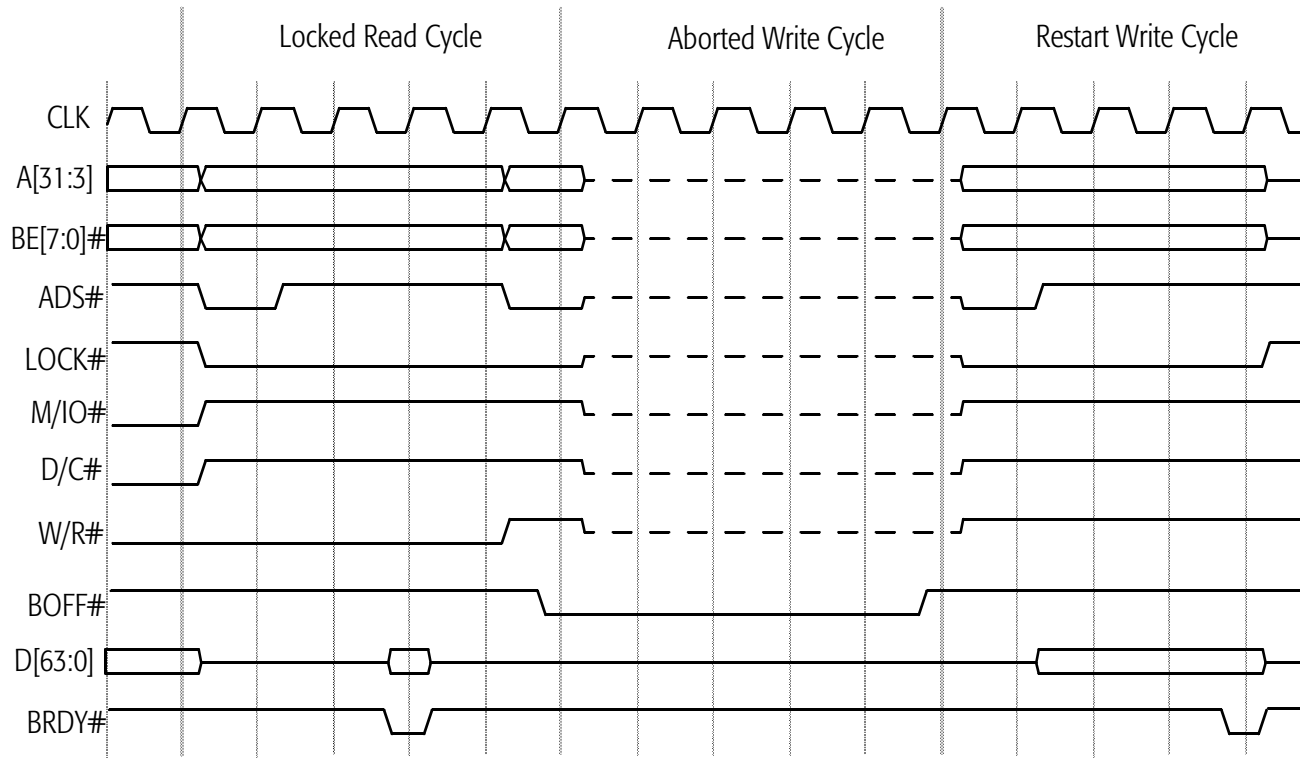 Locked Read Cycle
Aborted Write Cycle
Restart Write Cycle
CLK
A[31:3]
BE[7:0]#
ADS#
LOCK#
M/IO#
D/C#
W/R#
BOFF#
D[63:0]
BRDY#